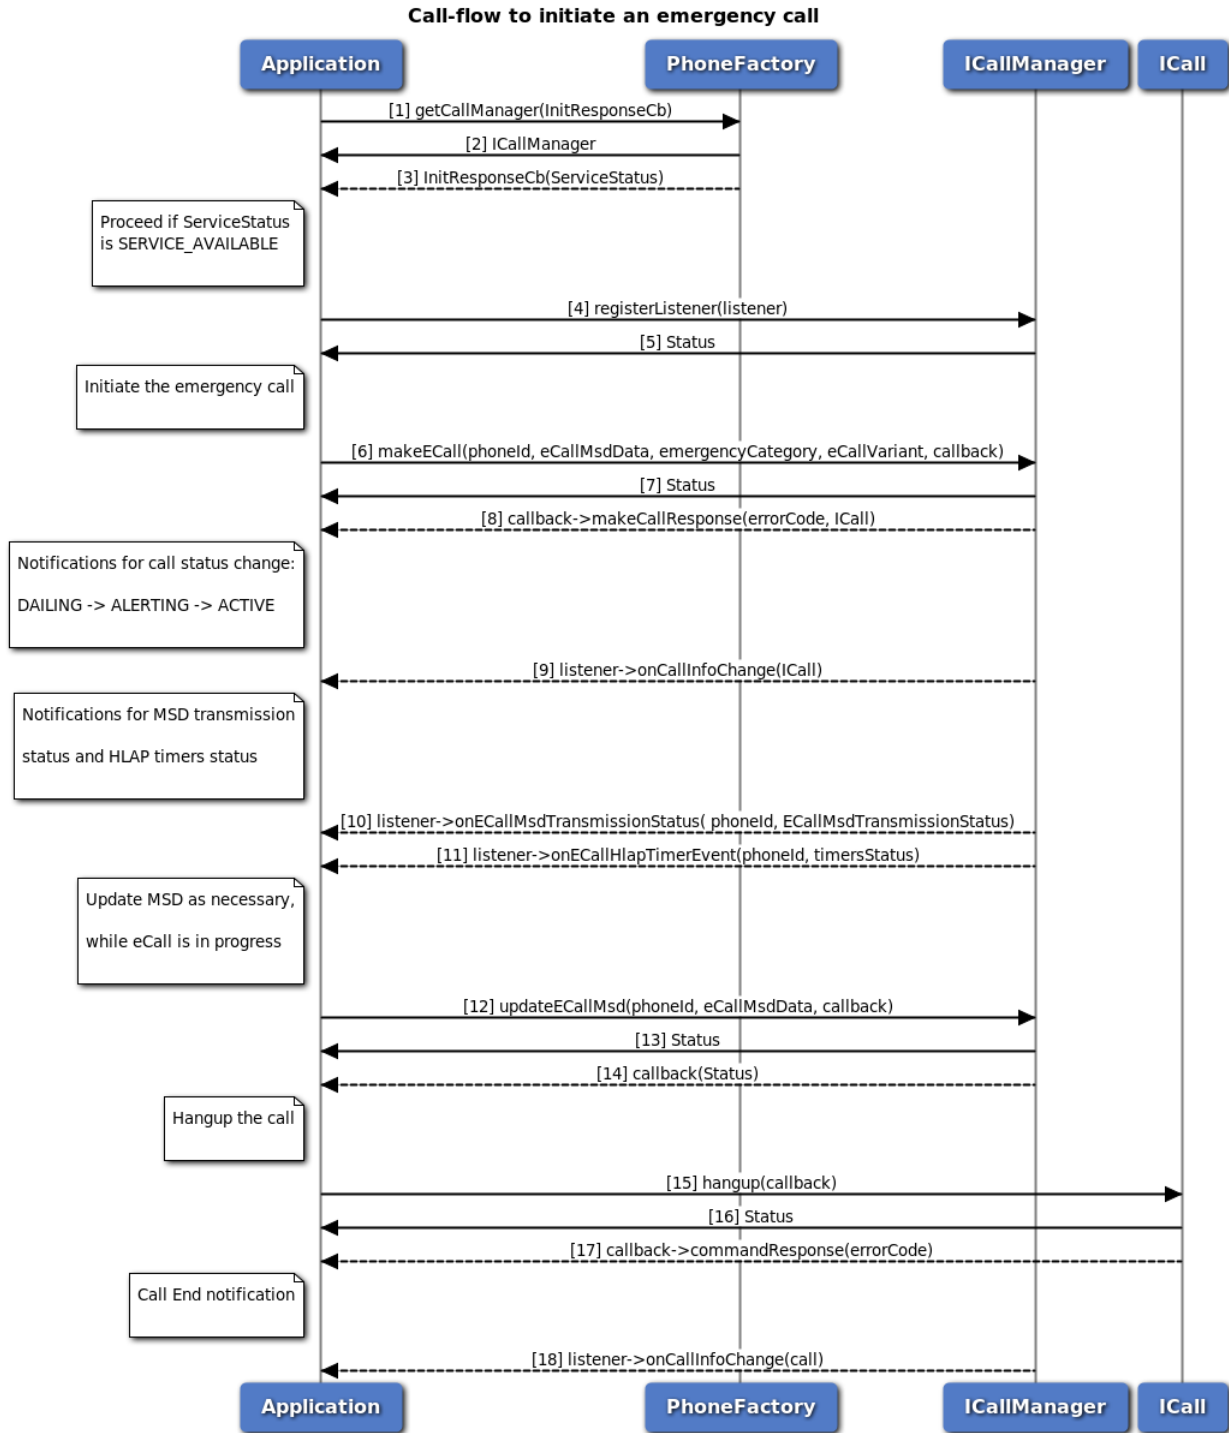 Call-flow to initiate an emergency call
Application
PhoneFactory
ICallManager
ICall
[1] getCallManager(InitResponseCb)
[2] ICallManager
[3] InitResponseCb(ServiceStatus)
Proceed if ServiceStatus
is SERVICE_AVAILABLE
[4] registerListener(listener)
[5] Status
Initiate the emergency call
[6] makeECall(phoneId, eCallMsdData, emergencyCategory, eCallVariant, callback)
[7] Status
[8] callback->makeCallResponse(errorCode, ICall)
Notifications for call status change:
DAILING -> ALERTING -> ACTIVE
[9] listener->onCallInfoChange(ICall)
Notifications for MSD transmission
status and HLAP timers status
[10] listener->onECallMsdTransmissionStatus( phoneId, ECallMsdTransmissionStatus)
[11] listener->onECallHlapTimerEvent(phoneId, timersStatus)
Update MSD as necessary,
while eCall is in progress
[12] updateECallMsd(phoneId, eCallMsdData, callback)
[13] Status
[14] callback(Status)
Hangup the call
[15] hangup(callback)
[16] Status
[17] callback->commandResponse(errorCode)
Call End notification
[18] listener->onCallInfoChange(call)
Application
PhoneFactory
ICallManager
ICall